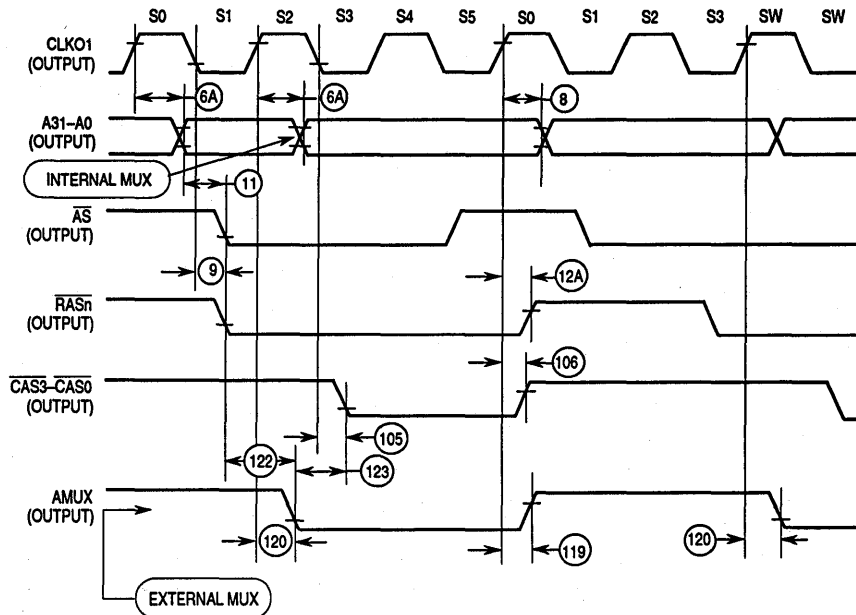 S0 S1 S2 S3 S4 S5 S0 S1 S2 S3 SW SW
CLKO1
(OUTPUT)
6A 6A 8
A31–A0
(OUTPUT)
INTERNAL MUX
11
AS
(OUTPUT)
9 12A
RASn
(OUTPUT)
106
CAS3–CAS0
(OUTPUT)
105
122 123
AMUX
(OUTPUT)
120 119 120
EXTERNAL MUX